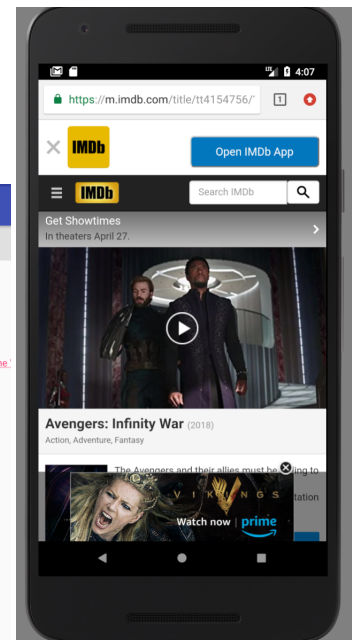 4:07
https://m.imdb.com/title/tt4154756/
1
IMDb
Open IMDb App
IMDb
Search IMDb
Get Showtimes
In theaters April 27.
Avengers: Infinity War (2018)
Action, Adventure, Fantasy
The Avengers and their allies must be
to
VIKINGS
Watch now | prime